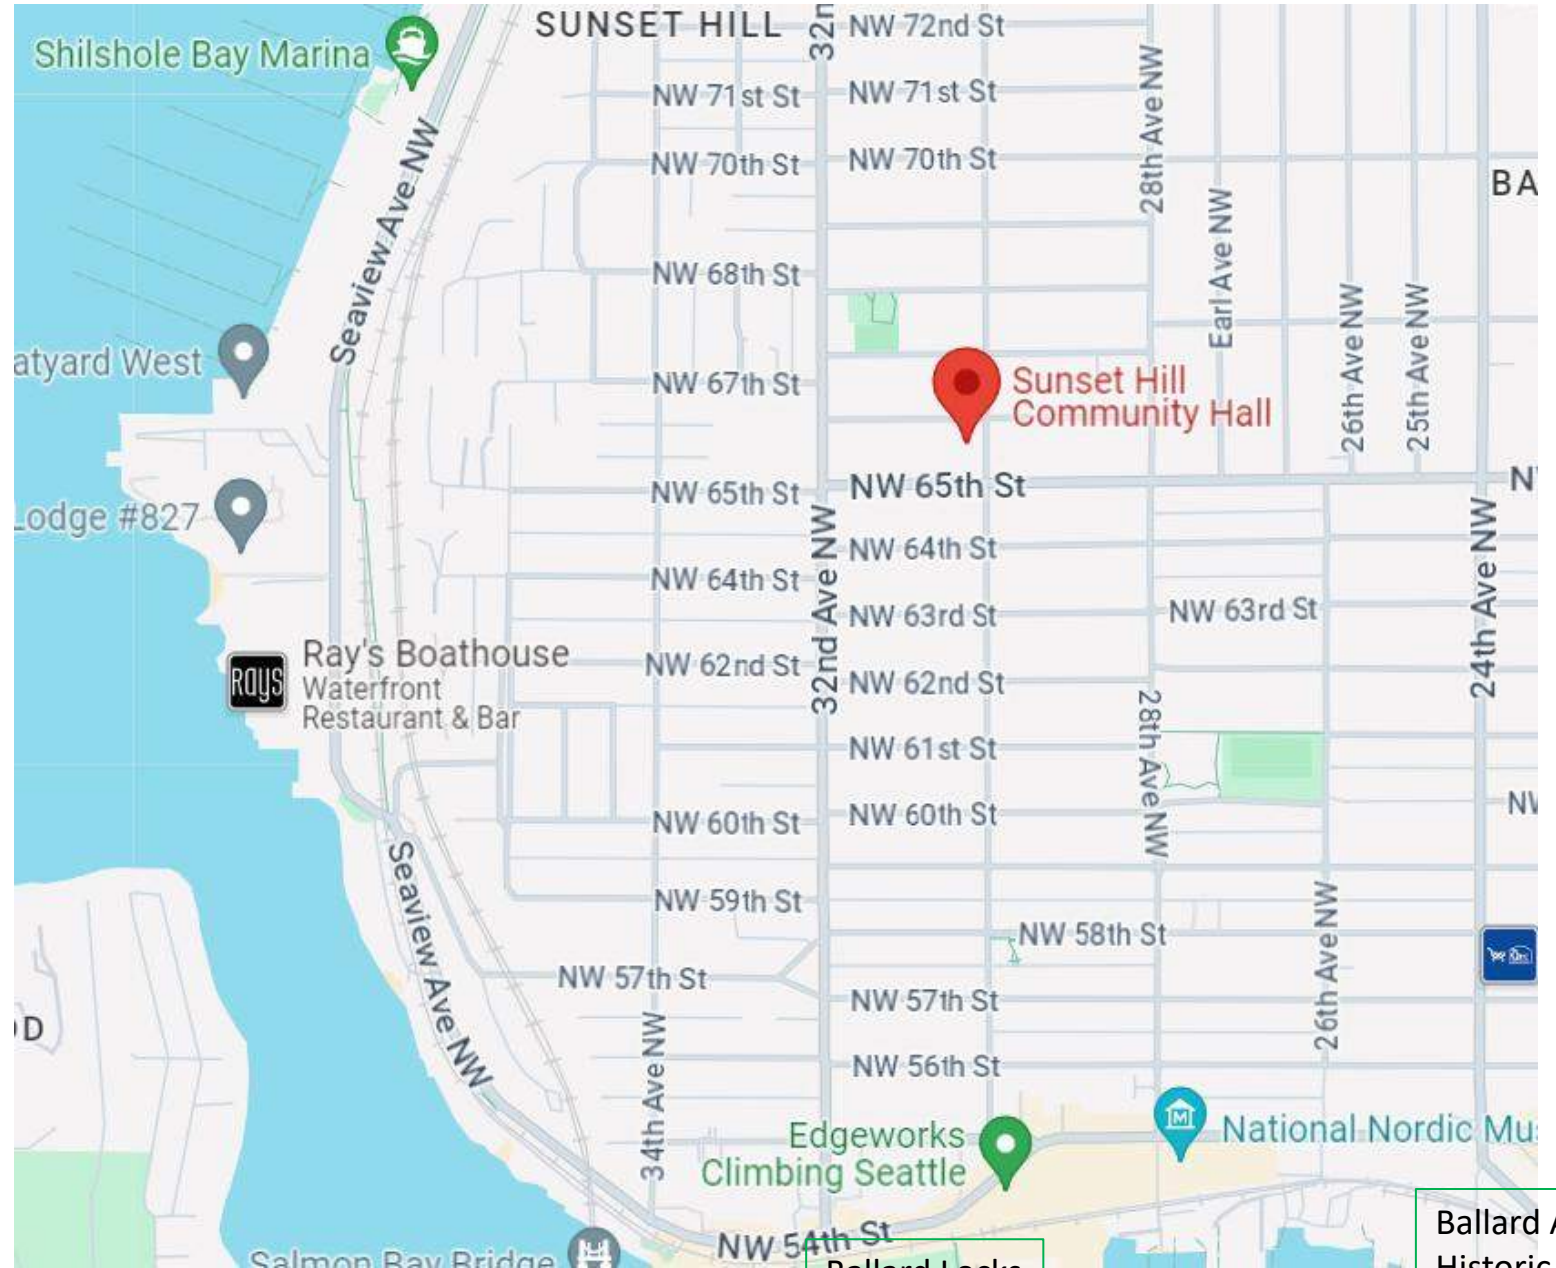 SUNSET HILL
32n
NW 72nd St
Shilshole Bay Marina
NW 71st St
NW 71st St
28th Ave NW
NW 70th St
NW 70th St
BA
Seaview Ave NW
Earl Ave NW
NW 68th St
26th Ave NW
25th Ave NW
atyard West
NW 67th St
Sunset Hill
Community Hall
NW 65th St
NW 65th St
Lodge #827
24th Ave NW
32nd Ave NW
NW 64th St
NW 64th St
NW 63rd St
NW 63rd St
Ray's Boathouse
Waterfront
Restaurant & Bar
RAYS
NW 62nd St
NW 62nd St
28th Ave NW
NW 61st St
NW 60th St
NW 60th St
Seaview Ave NW
NW 59th St
26th Ave NW
NW 58th St
NW 57th St
NW 57th St
34th Ave NW
NW 56th St
Edgeworks
Climbing Seattle
M
National Nordic Mu
NW 54th St
Salmon Bay Bridge
Ballard Locks
Ballard A
Historic